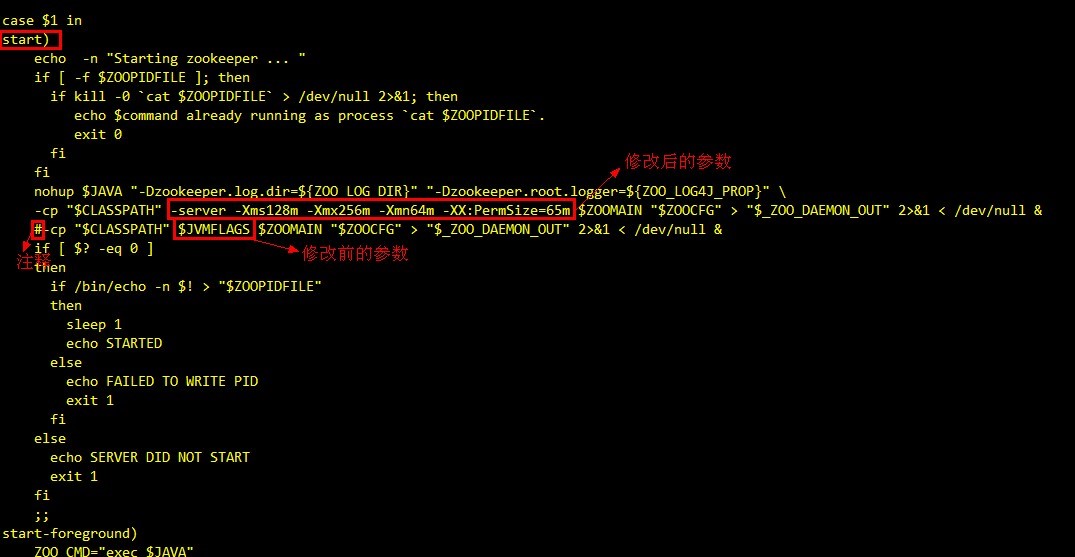 case $1 in
start)
    echo  -n "Starting zookeeper ... "
    if [ -f $ZOOPIDFILE ]; then
      if kill -0 `cat $ZOOPIDFILE` > /dev/null 2>&1; then
         echo $command already running as process `cat $ZOOPIDFILE`.
         exit 0
      fi
    fi
修改后的参数
    nohup $JAVA "-Dzookeeper.log.dir=${ZOO_LOG_DIR}" "-Dzookeeper.root.logger=${ZOO_LOG4J_PROP}" \
    -cp "$CLASSPATH" -server -Xms128m -Xmx256m -Xmn64m -XX:PermSize=65m $ZOOMAIN "$ZOOCFG" > "$_ZOO_DAEMON_OUT" 2>&1 < /dev/null &
    #-cp "$CLASSPATH" $JVMFLAGS $ZOOMAIN "$ZOOCFG" > "$_ZOO_DAEMON_OUT" 2>&1 < /dev/null &
    if [ $? -eq 0 ]
修改前的参数
注释
    then
      if /bin/echo -n $! > "$ZOOPIDFILE"
      then
        sleep 1
        echo STARTED
      else
        echo FAILED TO WRITE PID
        exit 1
      fi
    else
      echo SERVER DID NOT START
      exit 1
    fi
    ;;
start-foreground)
    ZOO_CMD="exec $JAVA"